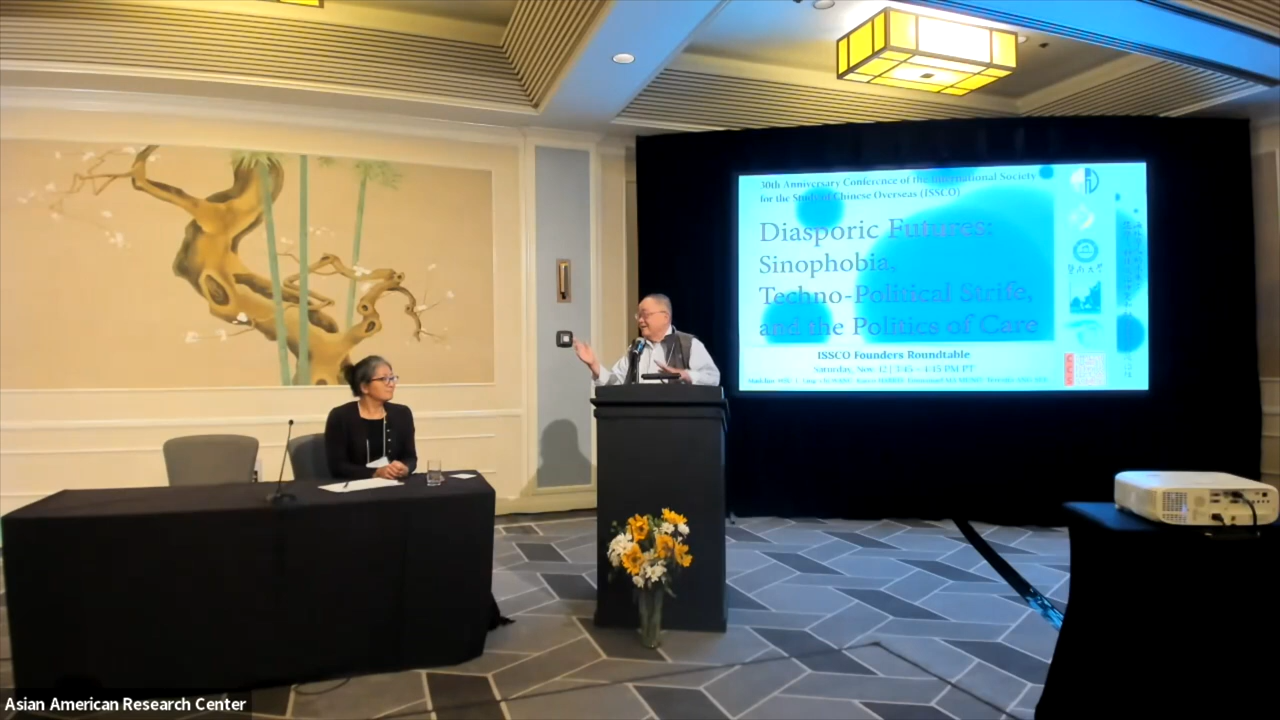 30th Anniversary Conference of the International Society
for the Study of Chinese Overseas (ISSCO)
Diasporic Futures:
Sinophobia,
Techno-Political Strife,
and the Politics of Care
ISSCO Founders Roundtable
Saturday, Nov. 12 | 3:45 – 4:45 PM PT
Asian American Research Center